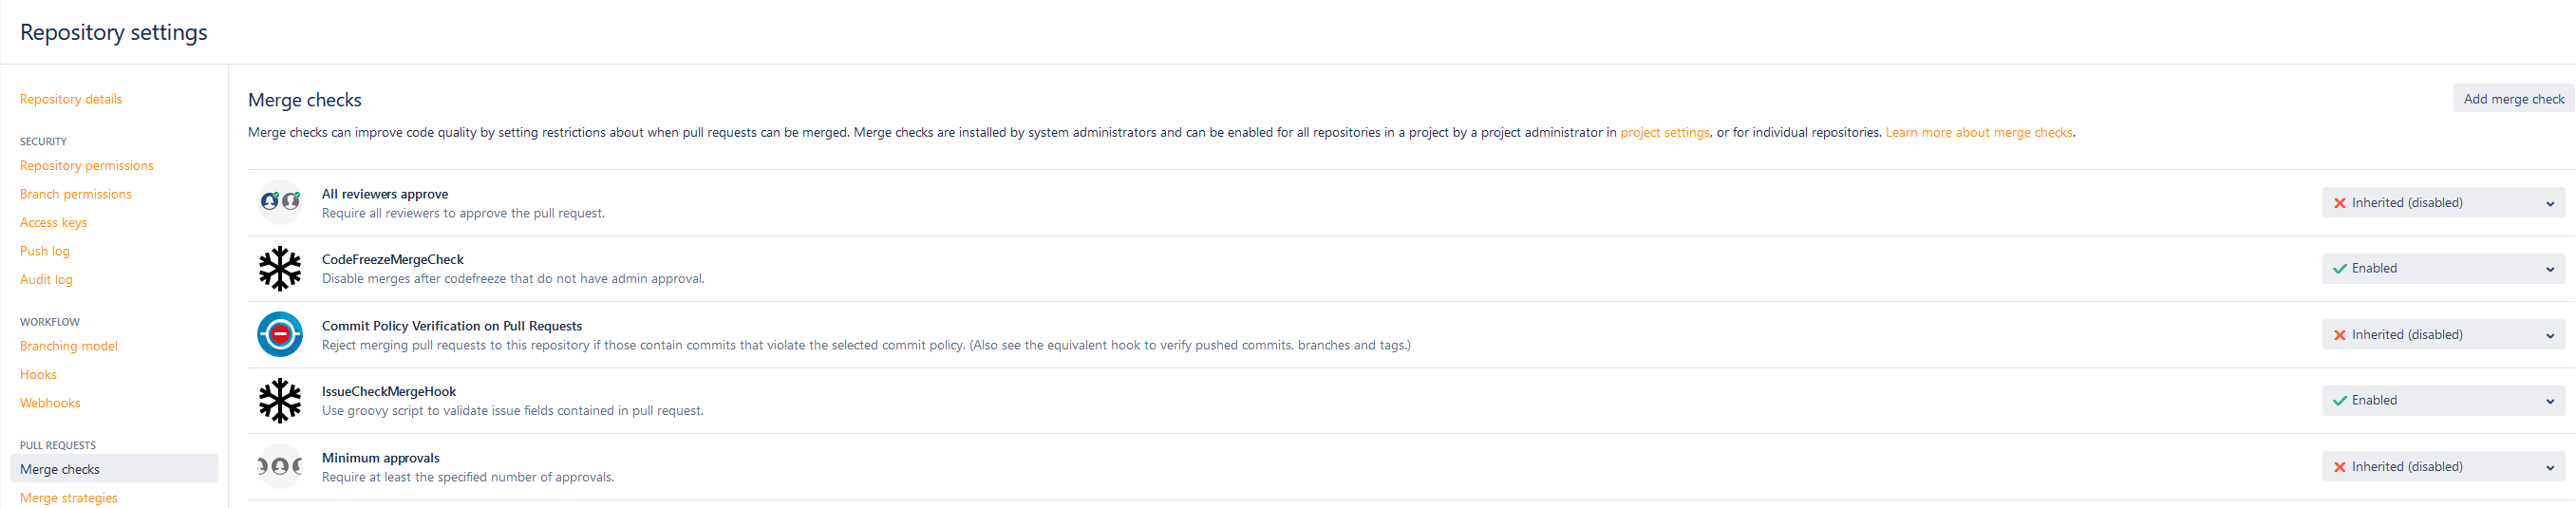 Repository settings
Repository details
SECURITY
Repository permissions
Branch permissions
Access keys
Push log
Audit log
WORKFLOW
Branching model
Hooks
Webhooks
PULL REQUESTS
Merge checks
Merge strategies
Merge checks
Add merge check
Merge checks can improve code quality by setting restrictions about when pull requests can be merged. Merge checks are installed by system administrators and can be enabled for all repositories in a project by a project administrator in project settings, or for individual repositories. Learn more about merge checks.
All reviewers approve
Require all reviewers to approve the pull request.
Inherited (disabled)
CodeFreezeMergeCheck
Disable merges after codefreeze that do not have admin approval.
Enabled
Commit Policy Verification on Pull Requests
Reject merging pull requests to this repository if those contain commits that violate the selected commit policy. (Also see the equivalent hook to verify pushed commits, branches and tags.)
Inherited (disabled)
IssueCheckMergeHook
Use groovy script to validate issue fields contained in pull request.
Enabled
Minimum approvals
Require at least the specified number of approvals.
Inherited (disabled)